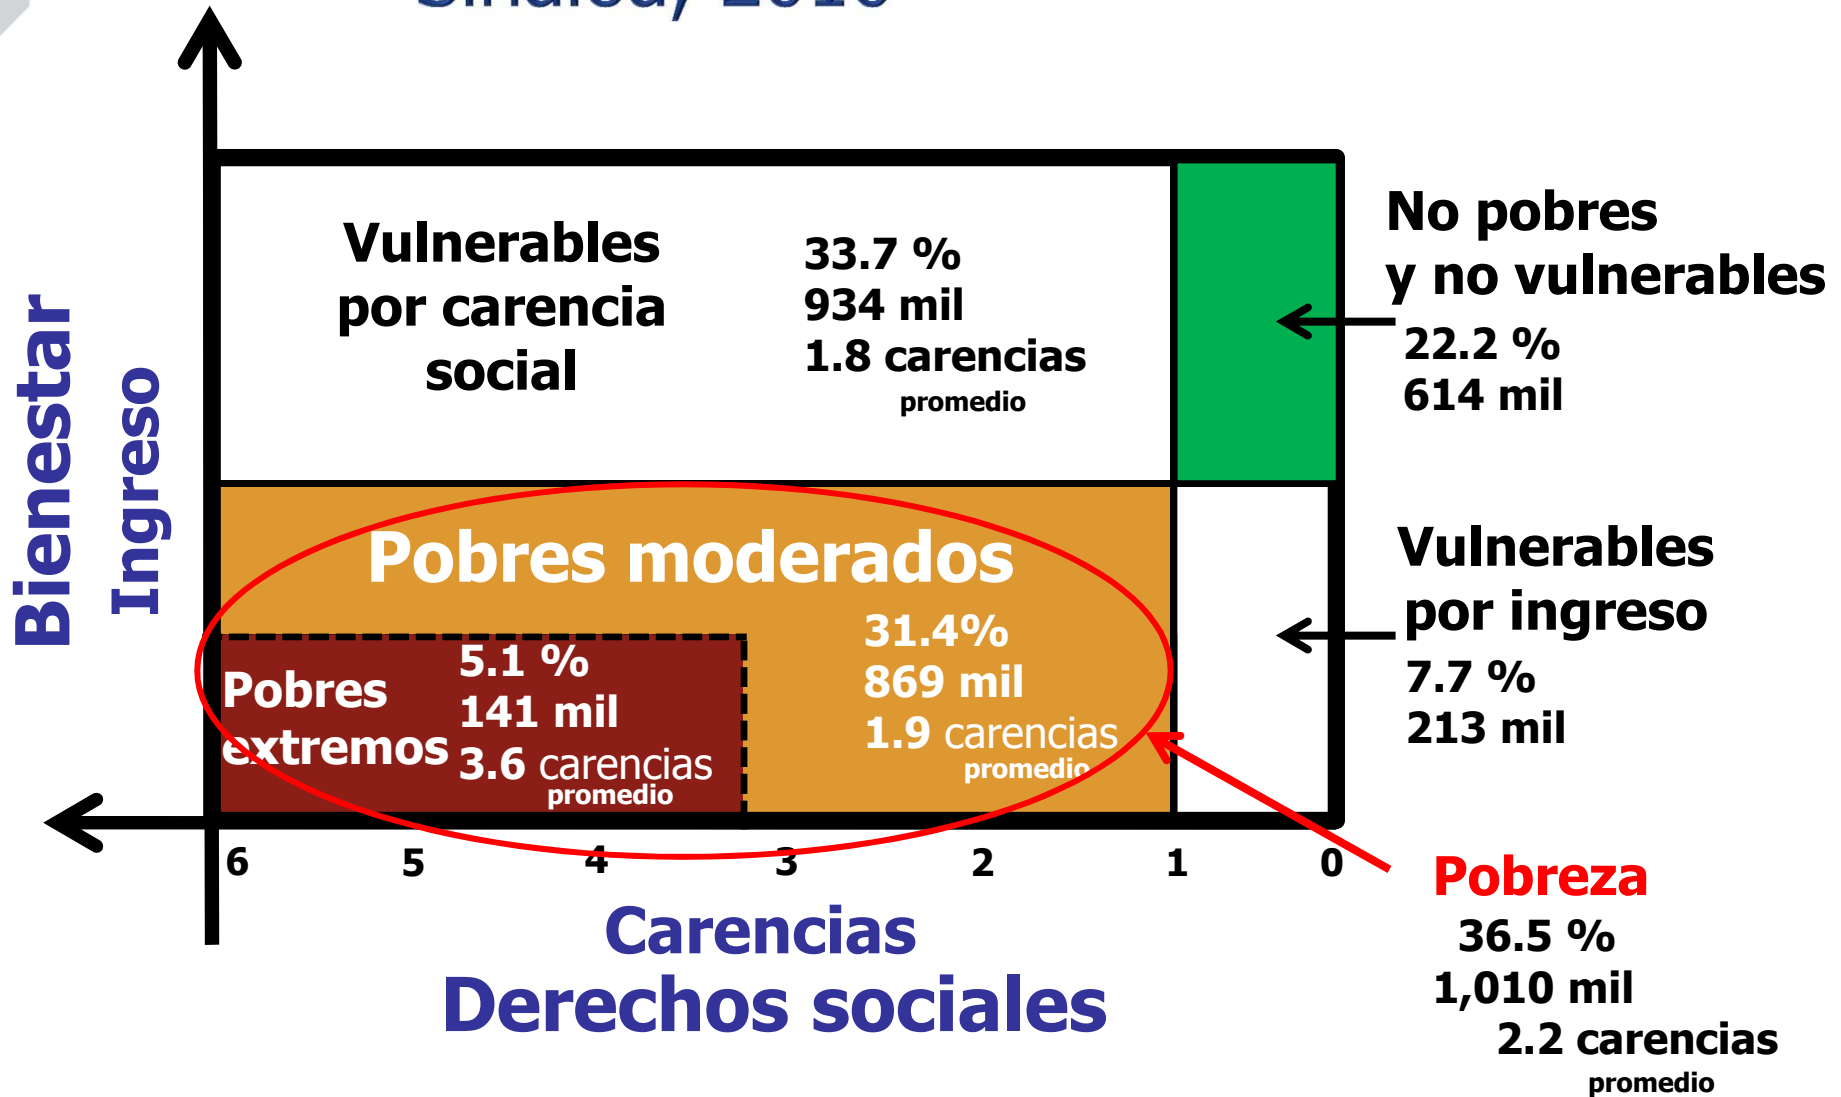 Sinaloa, 2010
Bienestar
Ingreso
Vulnerables
por carencia
social
33.7 %
934 mil
1.8 carencias
promedio
No pobres
y no vulnerables
22.2 %
614 mil
Pobres moderados
31.4%
869 mil
1.9 carencias
promedio
Pobres
extremos
5.1 %
141 mil
3.6 carencias
promedio
Vulnerables
por ingreso
7.7 %
213 mil
6 5 4 3 2 1 0
Carencias
Derechos sociales
Pobreza
36.5 %
1,010 mil
2.2 carencias
promedio